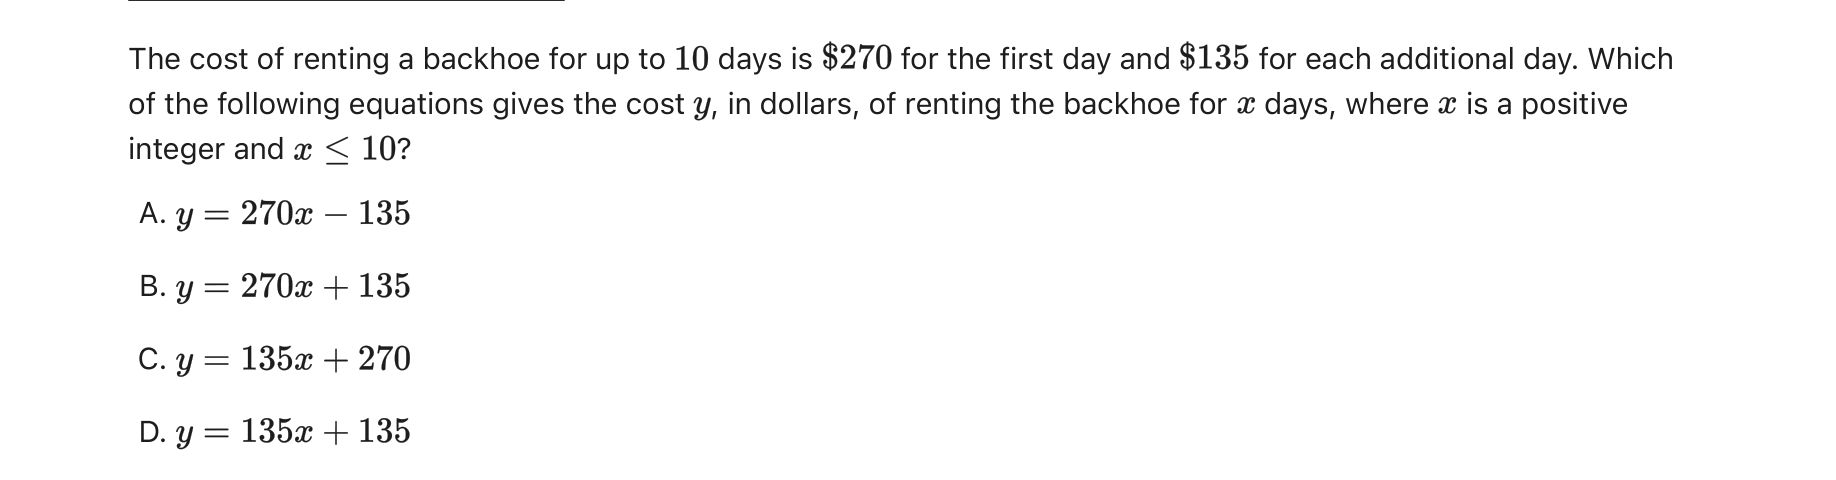 The cost of renting a backhoe for up to 10 days is $270 for the first day and $135 for each additional day. Which
of the following equations gives the cost y, in dollars, of renting the backhoe for x days, where x is a positive
integer and x ≤ 10?
A. y = 270x − 135
B. y = 270x + 135
C. y = 135x + 270
D. y = 135x + 135